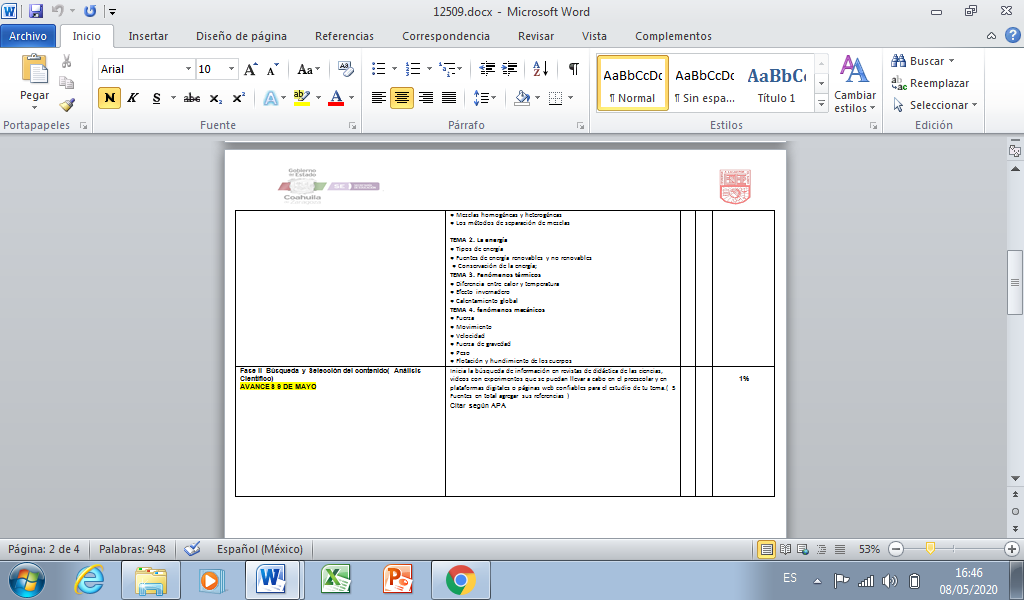 12509.docx - Microsoft Word
Archivo Inicio Insertar Diseño de página Referencias Correspondencia Revisar Vista Complementos
Pegar
Portapapeles
Arial 10
Fuente
Párrafo
AaBbCcDc AaBbCcDc AaBbC
¶ Normal ¶ Sin espa... Título 1
Cambiar estilos
Estilos
Buscar
Reemplazar
Seleccionar
Edición
Gobierno
de Estado
Coahuila
• Mezclas homogéneas y heterogéneas
• Los métodos de separación de mezclas
TEMA 2. La energía
• Tipos de energía
• Fuentes de energía renovables y no renovables
• Conservación de la energía;
TEMA 3. Fenómenos térmicos
• Diferencia entre calor y temperatura
• Efecto invernadero
• Calentamiento global
TEMA 4. fenómenos mecánicos
• Fuerza
• Movimiento
• Velocidad
• Fuerza de gravedad
• Peso
• Flotación y hundimiento de los cuerpos
Fase II Búsqueda y Selección del contenido( Análisis
Científico)
AVANCE 8 9 DE MAYO
Inicia la búsqueda de información en revistas de didáctica de las ciencias,
videos con experimentos que se puedan llevar a cabo en el preescolar y en
plataformas digitales o páginas web confiables para el estudio de tu tema.( 5
Fuentes en total agregar sus referencias )
Citar según APA
1%
Página: 2 de 4 Palabras: 948 Español (México) 53%
ES 16:46
08/05/2020